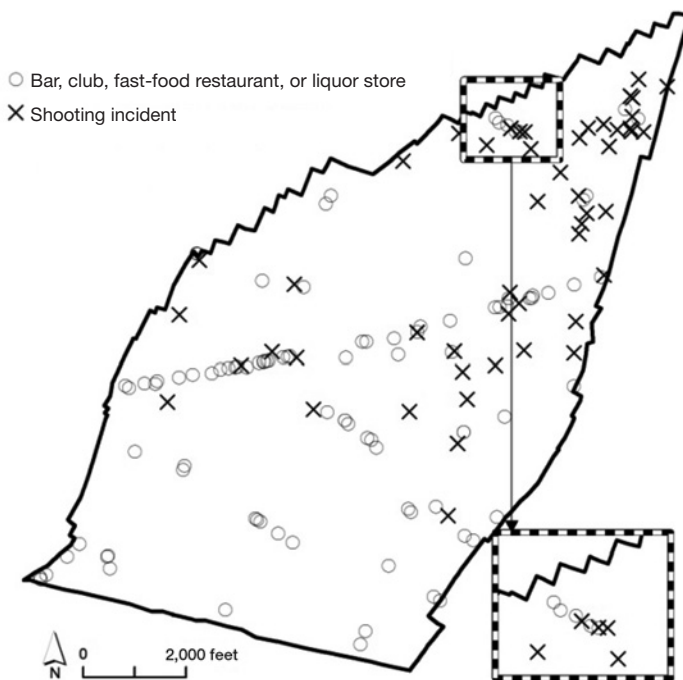 Bar, club, fast-food restaurant, or liquor store
Shooting incident
N
0 2,000 feet